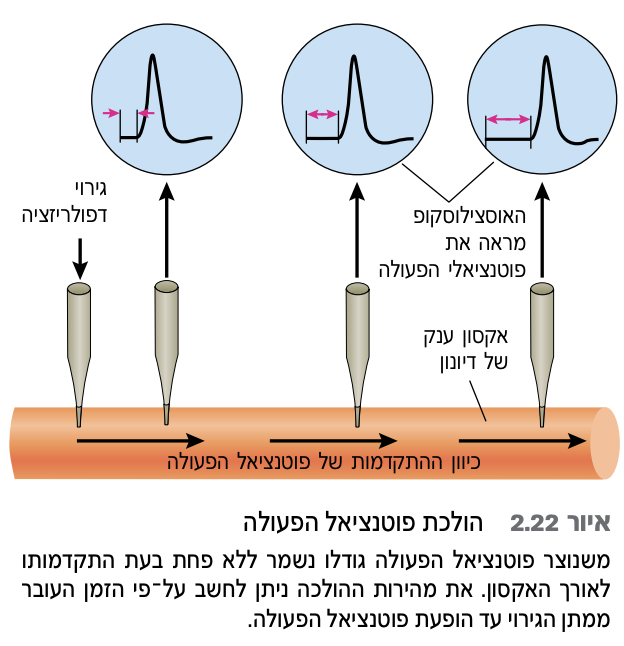 גירוי
דפולריזציה
האוסצילוסקופ
מראה את
פוטנציאלי הפעולה
אקסון ענק
של דיונון
כיוון ההתקדמות של פוטנציאל הפעולה
איור 2.22 הולכת פוטנציאל הפעולה
משנוצר פוטנציאל הפעולה גודלו נשמר ללא פחת בעת התקדמותו
לאורך האקסון. את מהירות ההולכה ניתן לחשב על־פי הזמן העובר
ממתן הגירוי עד הופעת פוטנציאל הפעולה.